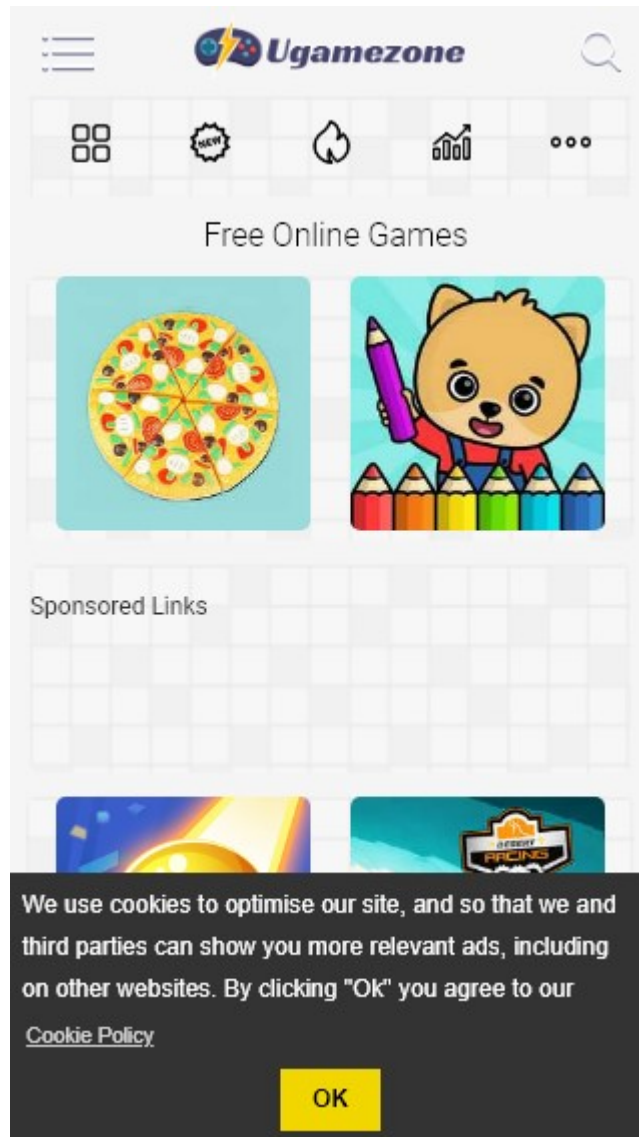 Ugamezone
NEW
Free Online Games
Sponsored Links
DESERT
RACING
We use cookies to optimise our site, and so that we and
third parties can show you more relevant ads, including
on other websites. By clicking "Ok" you agree to our
Cookie Policy
OK